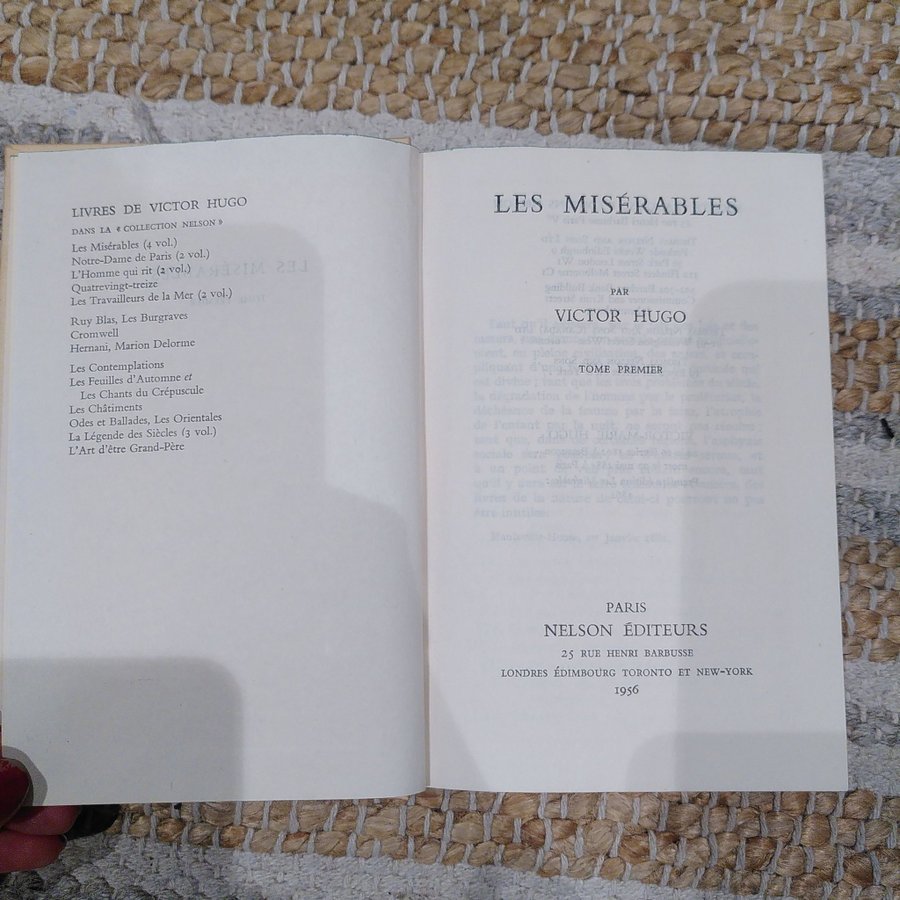 LIVRES DE VICTOR HUGO
DANS LA « COLLECTION NELSON »
Les Misérables (4 vol.)
Notre-Dame de Paris (2 vol.)
L'Homme qui rit (2 vol.)
Quatrevingt-treize
Les Travailleurs de la Mer (2 vol.)
Ruy Blas, Les Burgraves
Cromwell
Hernani, Marion Delorme
Les Contemplations
Les Feuilles d'Automne et
Les Chants du Crépuscule
Les Châtiments
Odes et Ballades, Les Orientales
La Légende des Siècles (3 vol.)
L'Art d'être Grand-Père
LES MISÉRABLES
PAR
VICTOR HUGO
TOME PREMIER
PARIS
NELSON ÉDITEURS
25 RUE HENRI BARBUSSE
LONDRES ÉDIMBOURG TORONTO ET NEW-YORK
1956